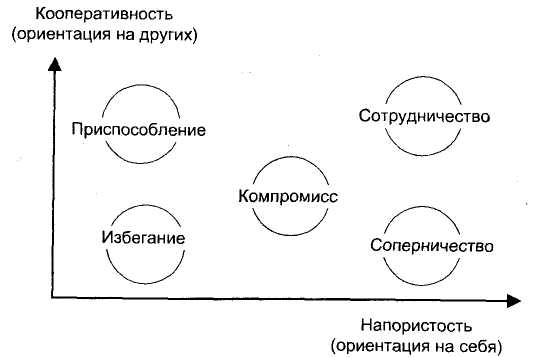 Кооперативность
(ориентация на других)
Сотрудничество
Приспособление
Компромисс
Избегание
Соперничество
Напористость
(ориентация на себя)